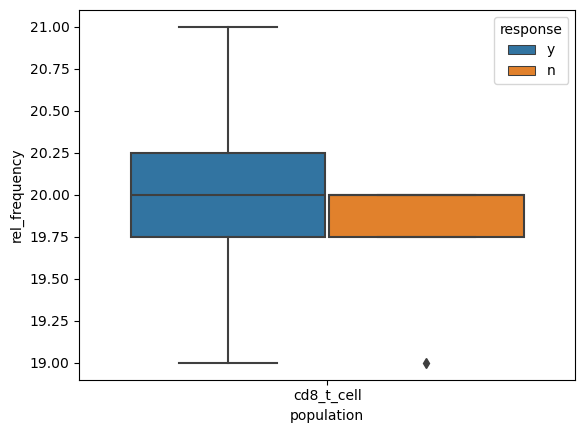 response
y
n
21.00
20.75
20.50
20.25
20.00
19.75
19.50
19.25
19.00
rel_frequency
cd8_t_cell
population